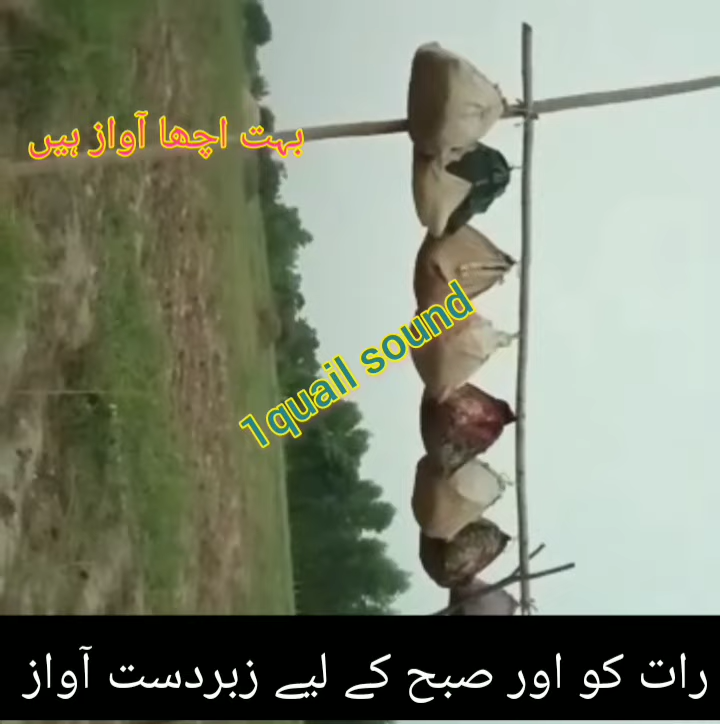 بہت اچھا آواز ہیں
1quail sound
رات کو اور صبح کے لیے زبردست آواز